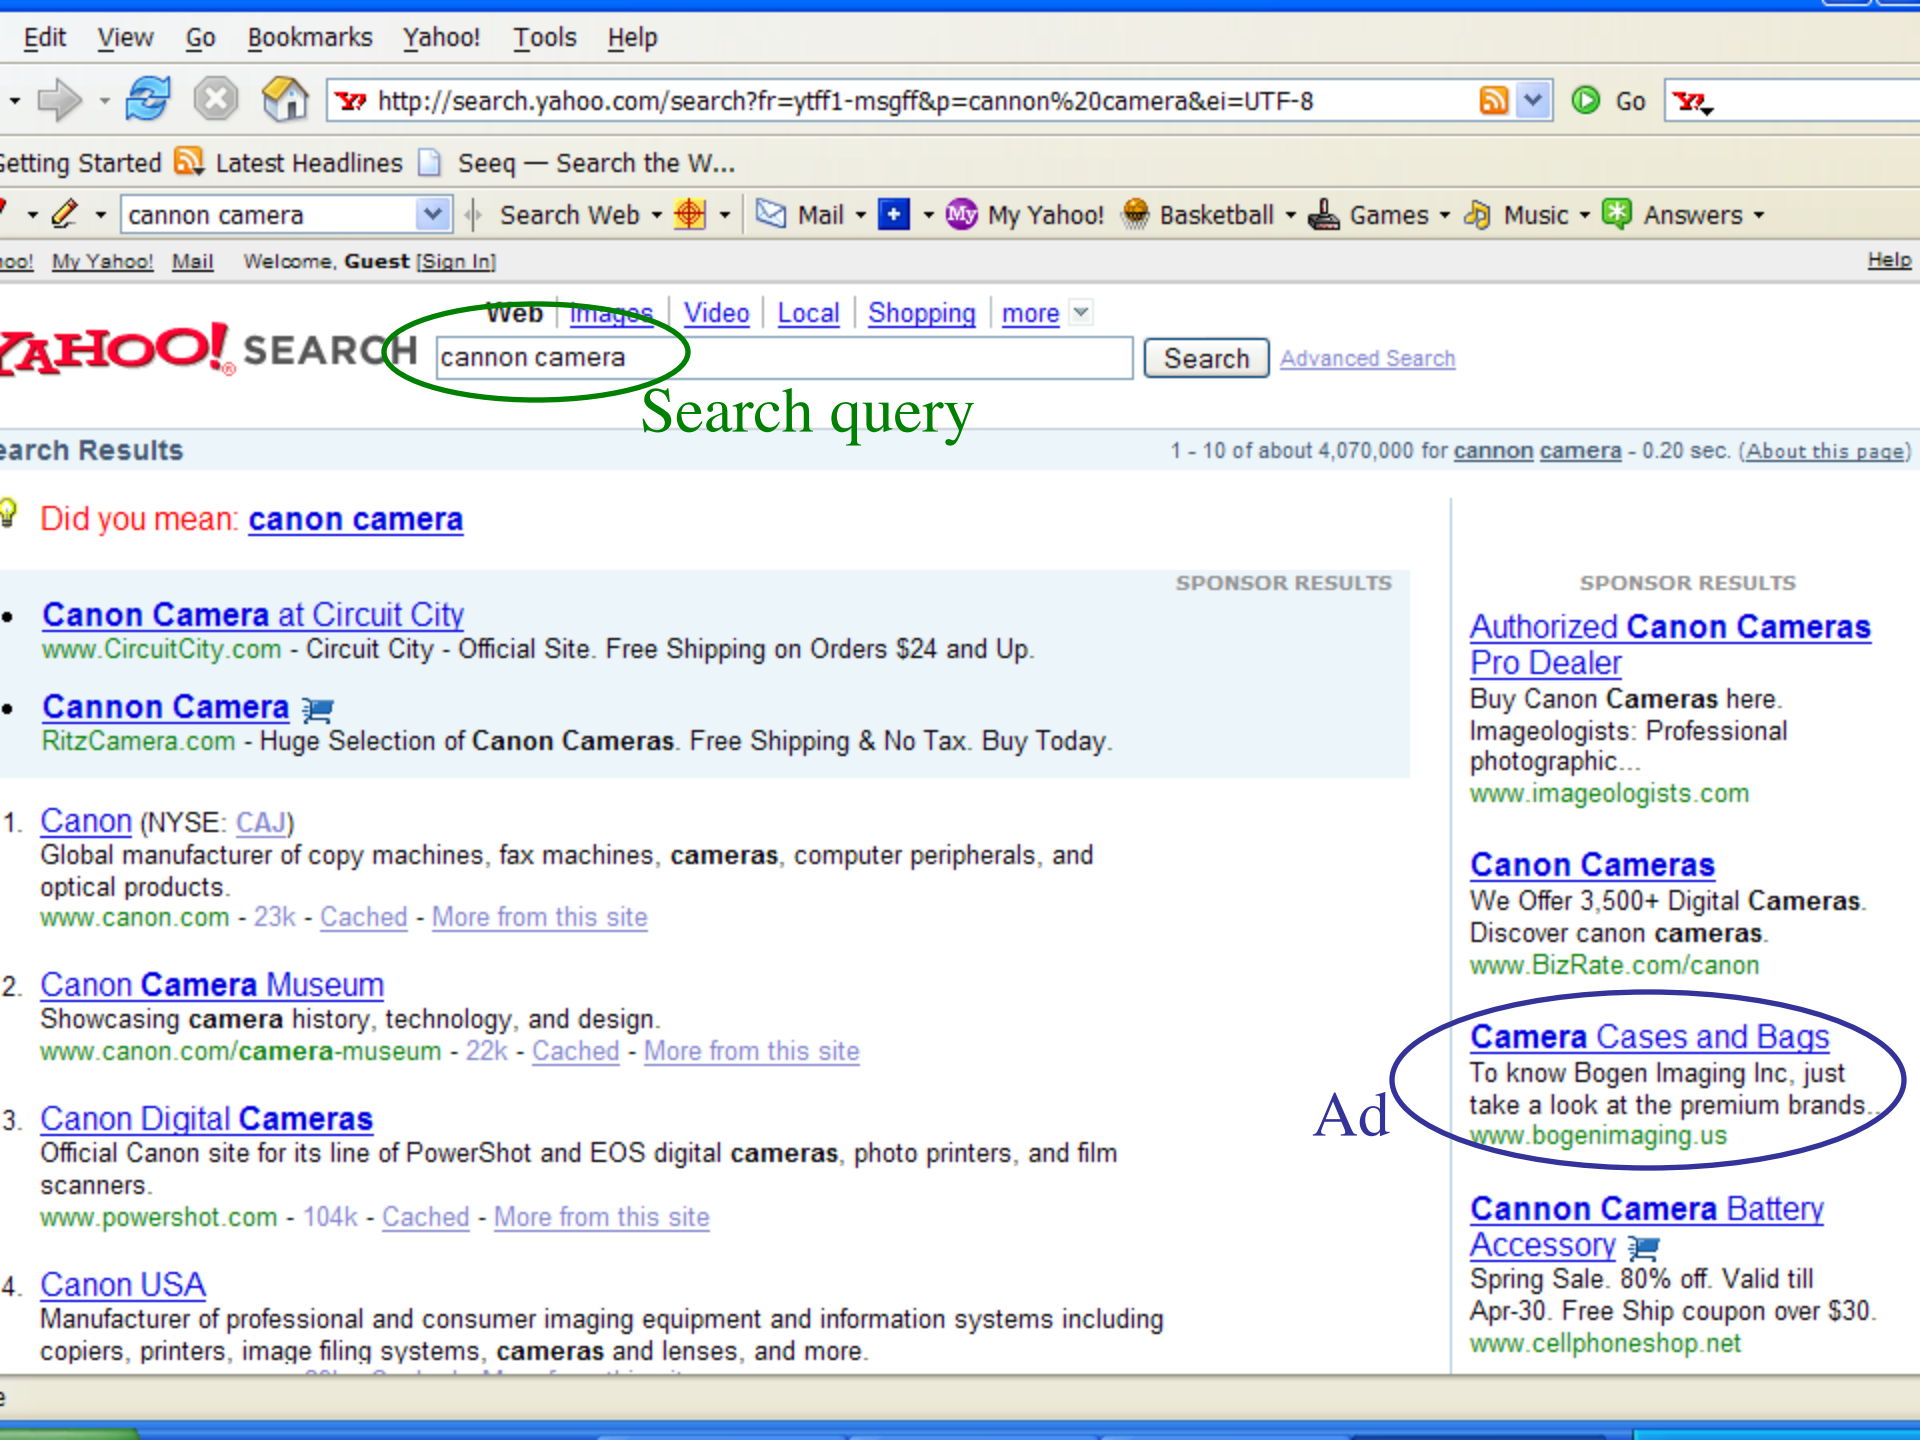 Edit View Go Bookmarks Yahoo! Tools Help
http://search.yahoo.com/search?fr=ytff1-msgff&p=cannon%20camera&ei=UTF-8 Go
Getting Started Latest Headlines Seeq — Search the W...
cannon camera Search Web Mail My Yahoo! Basketball Games Music Answers
My Yahoo! Mail Welcome, Guest [Sign In] Help
Web Images Video Local Shopping more
YAHOO! SEARCH cannon camera Search Advanced Search
Search query
Search Results 1 - 10 of about 4,070,000 for cannon camera - 0.20 sec. (About this page)
Did you mean: canon camera
SPONSOR RESULTS
• Canon Camera at Circuit City
www.CircuitCity.com - Circuit City - Official Site. Free Shipping on Orders $24 and Up.
• Cannon Camera
RitzCamera.com - Huge Selection of Canon Cameras. Free Shipping & No Tax. Buy Today.
1. Canon (NYSE: CAJ)
Global manufacturer of copy machines, fax machines, cameras, computer peripherals, and
optical products.
www.canon.com - 23k - Cached - More from this site
2. Canon Camera Museum
Showcasing camera history, technology, and design.
www.canon.com/camera-museum - 22k - Cached - More from this site
3. Canon Digital Cameras
Official Canon site for its line of PowerShot and EOS digital cameras, photo printers, and film
scanners.
www.powershot.com - 104k - Cached - More from this site
4. Canon USA
Manufacturer of professional and consumer imaging equipment and information systems including
copiers, printers, image filing systems, cameras and lenses, and more.
SPONSOR RESULTS
Authorized Canon Cameras
Pro Dealer
Buy Canon Cameras here.
Imageologists: Professional
photographic...
www.imageologists.com
Canon Cameras
We Offer 3,500+ Digital Cameras.
Discover canon cameras.
www.BizRate.com/canon
Ad
Camera Cases and Bags
To know Bogen Imaging Inc, just
take a look at the premium brands...
www.bogenimaging.us
Cannon Camera Battery
Accessory
Spring Sale. 80% off. Valid till
Apr-30. Free Ship coupon over $30.
www.cellphoneshop.net